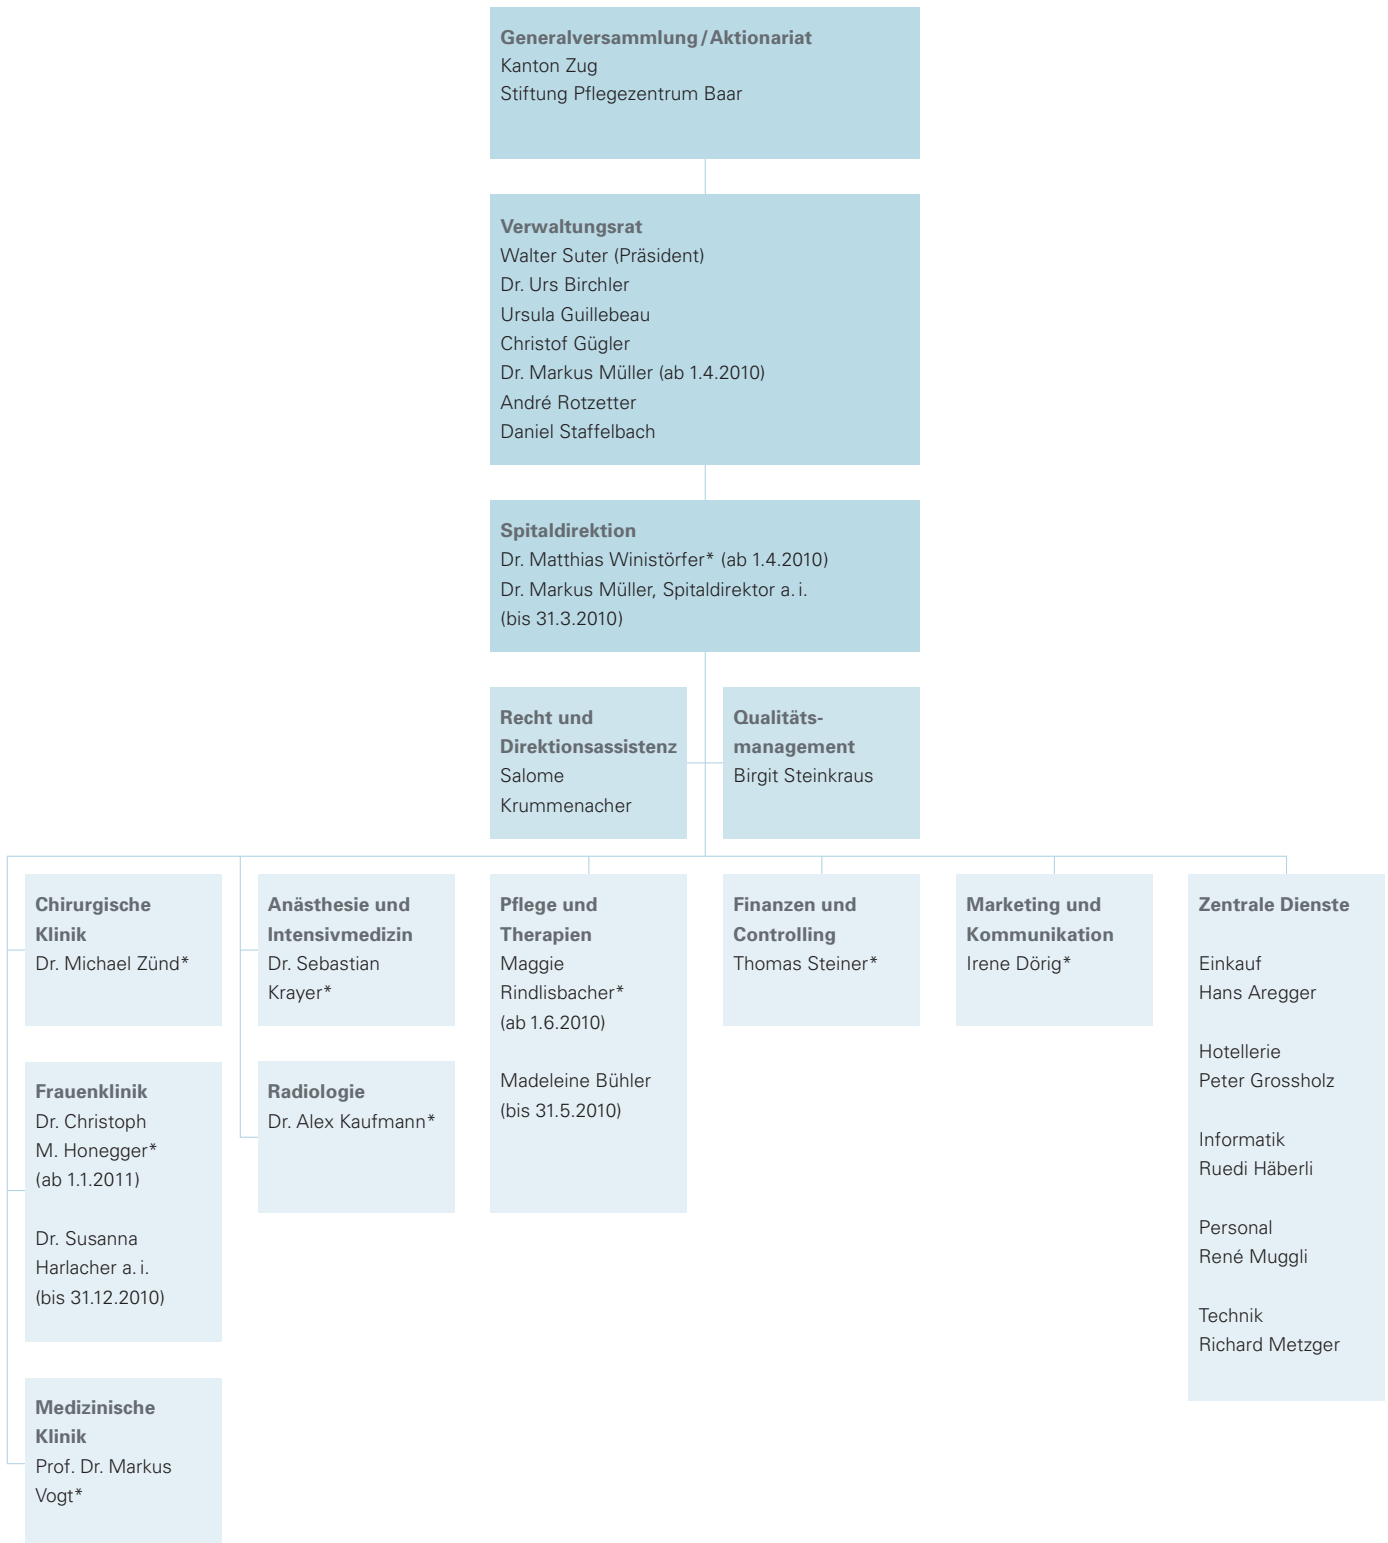 Generalversammlung/Aktionariat
Kanton Zug
Stiftung Pflegezentrum Baar
Verwaltungsrat
Walter Suter (Präsident)
Dr. Urs Birchler
Ursula Guillebeau
Christof Gügler
Dr. Markus Müller (ab 1.4.2010)
André Rotzetter
Daniel Staffelbach
Spitaldirektion
Dr. Matthias Winistörfer* (ab 1.4.2010)
Dr. Markus Müller, Spitaldirektor a.i.
(bis 31.3.2010)
Recht und
Direktionsassistenz
Salome
Krummenacher
Qualitäts-
management
Birgit Steinkraus
Chirurgische
Klinik
Dr. Michael Zünd*
Frauenklinik
Dr. Christoph
M. Honegger*
(ab 1.1.2011)
Dr. Susanna
Harlacher a.i.
(bis 31.12.2010)
Medizinische
Klinik
Prof. Dr. Markus
Vogt*
Anästhesie und
Intensivmedizin
Dr. Sebastian
Krayer*
Radiologie
Dr. Alex Kaufmann*
Pflege und
Therapien
Maggie
Rindlisbacher*
(ab 1.6.2010)
Madeleine Bühler
(bis 31.5.2010)
Finanzen und
Controlling
Thomas Steiner*
Marketing und
Kommunikation
Irene Dörig*
Zentrale Dienste
Einkauf
Hans Aregger
Hotellerie
Peter Grossholz
Informatik
Ruedi Häberli
Personal
René Muggli
Technik
Richard Metzger